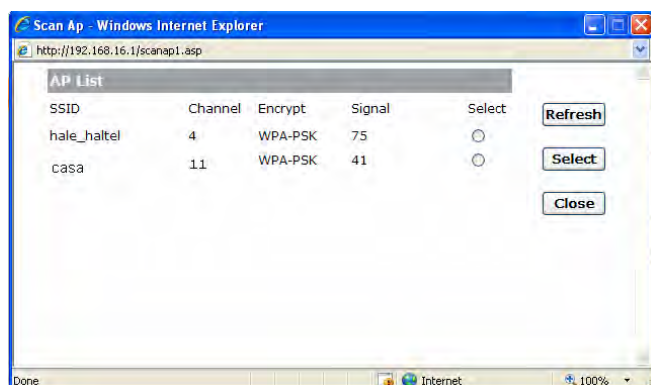 Scan Ap - Windows Internet Explorer
http://192.168.16.1/scanap1.asp
AP List
SSID Channel Encrypt Signal Select
hale_haltel 4 WPA-PSK 75
casa 11 WPA-PSK 41
Refresh
Select
Close
Done Internet 100%